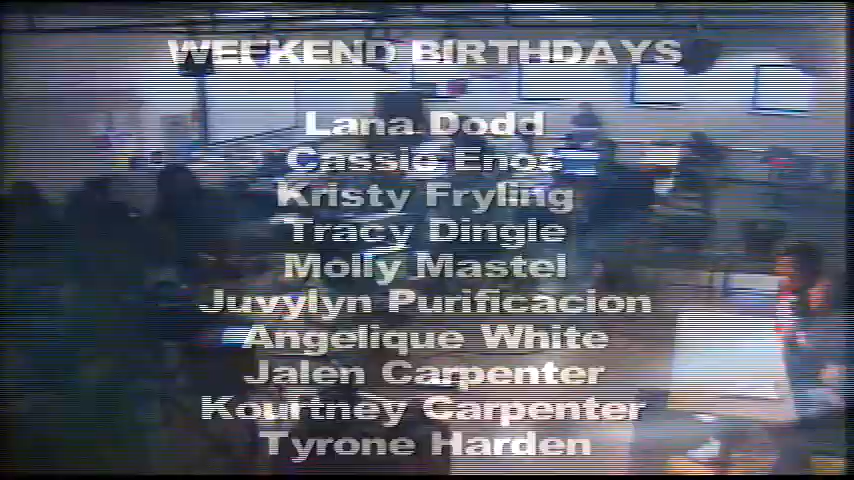 WEEKEND BIRTHDAYS
Lana Dodd
Cassio Enos
Kristy Fryling
Tracy Dingle
Molly Mastel
Juvylyn Purificacion
Angelique White
Jalen Carpenter
Kourtney Carpenter
Tyrone Harden